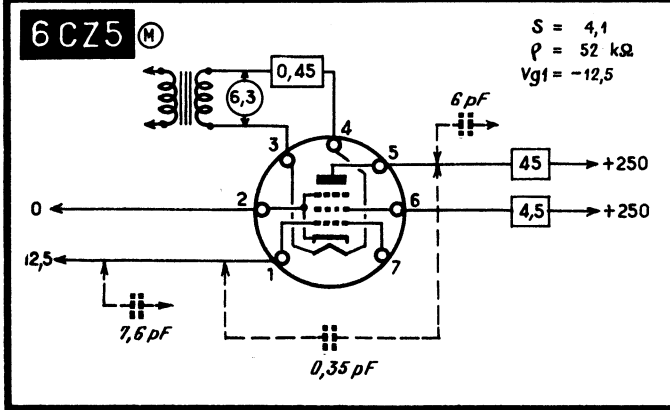 6CZ5 M
S = 4,1
ρ = 52 kΩ
Vg1 = -12,5
0,45
6,3
6 pF
3
4
5
45
+250
0
2
6
4,5
+250
12,5
1
7
7,6 pF
0,35 pF